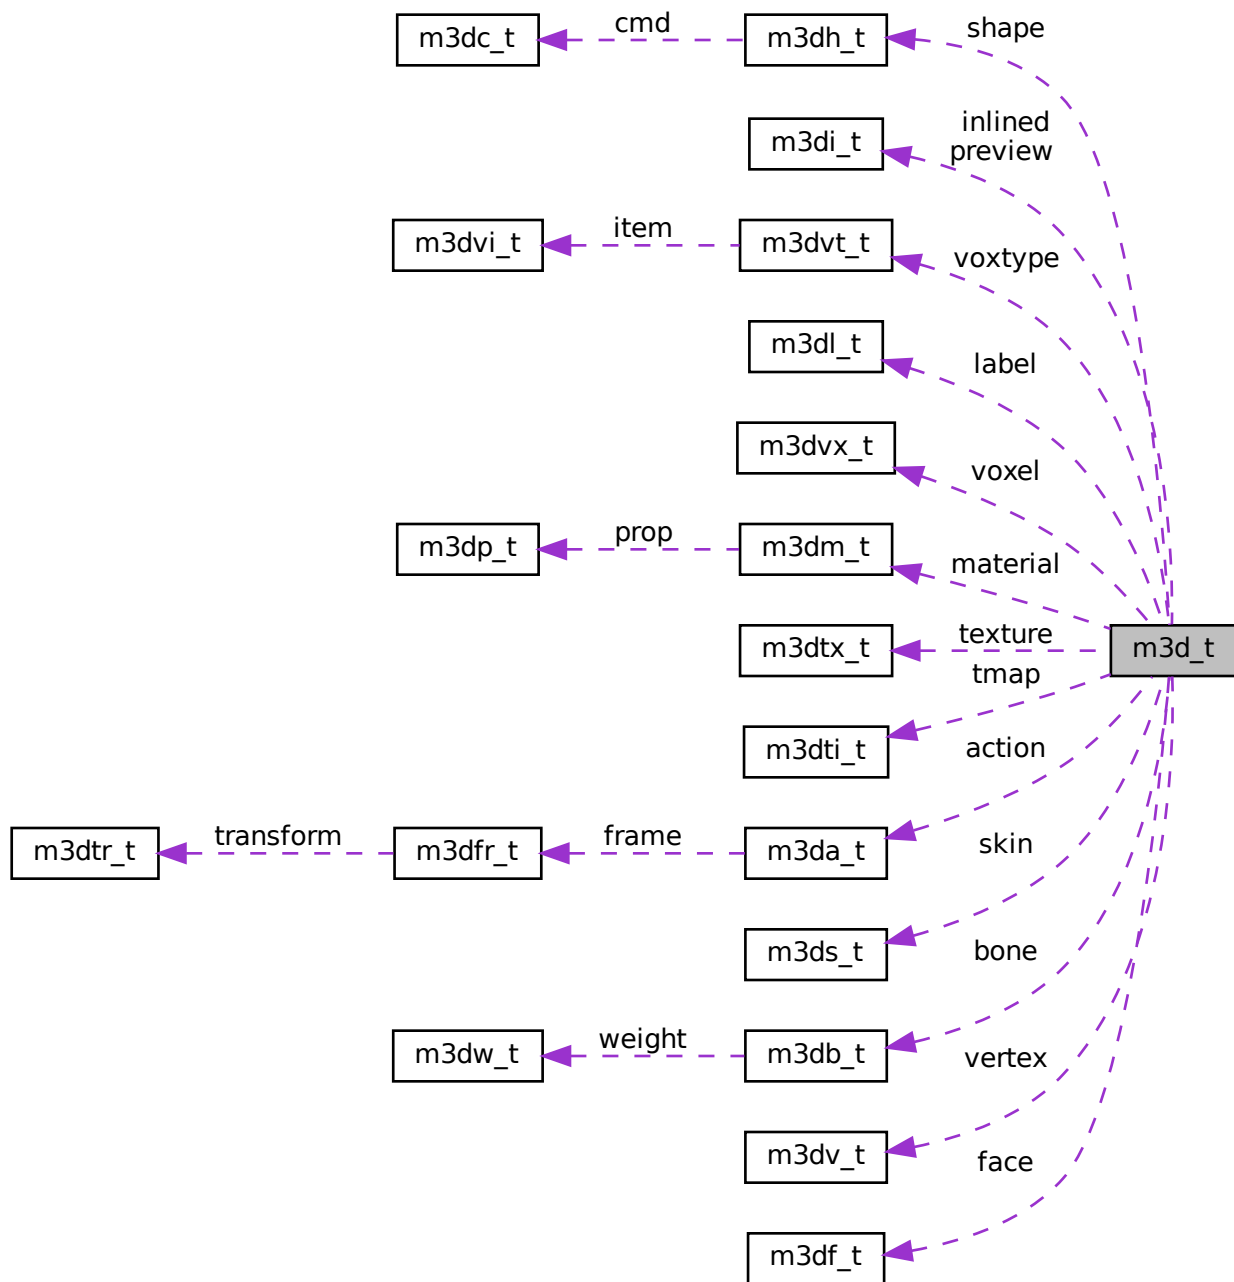 m3dc_t
cmd
m3dh_t
shape
m3di_t
inlined
preview
m3dvi_t
item
m3dvt_t
voxtype
m3dl_t
label
m3dvx_t
voxel
m3dp_t
prop
m3dm_t
material
m3dtx_t
texture
m3d_t
tmap
m3dti_t
action
m3dtr_t
transform
m3dfr_t
frame
m3da_t
skin
m3ds_t
bone
m3dw_t
weight
m3db_t
vertex
m3dv_t
face
m3df_t